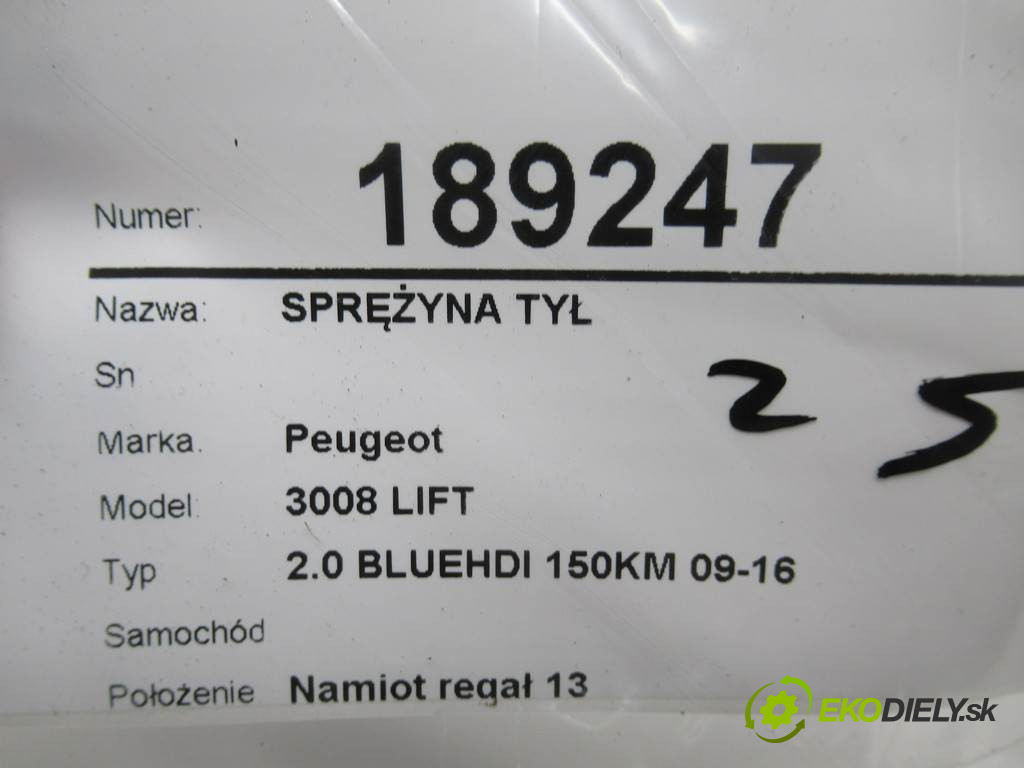 Numer: 189247
Nazwa: SPRĘŻYNA TYŁ
Sn
2 5
Marka. Peugeot
Model: 3008 LIFT
Typ 2.0 BLUEHDI 150KM 09-16
Samochód
Położenie Namiot regał 13
EKODIELY.sk